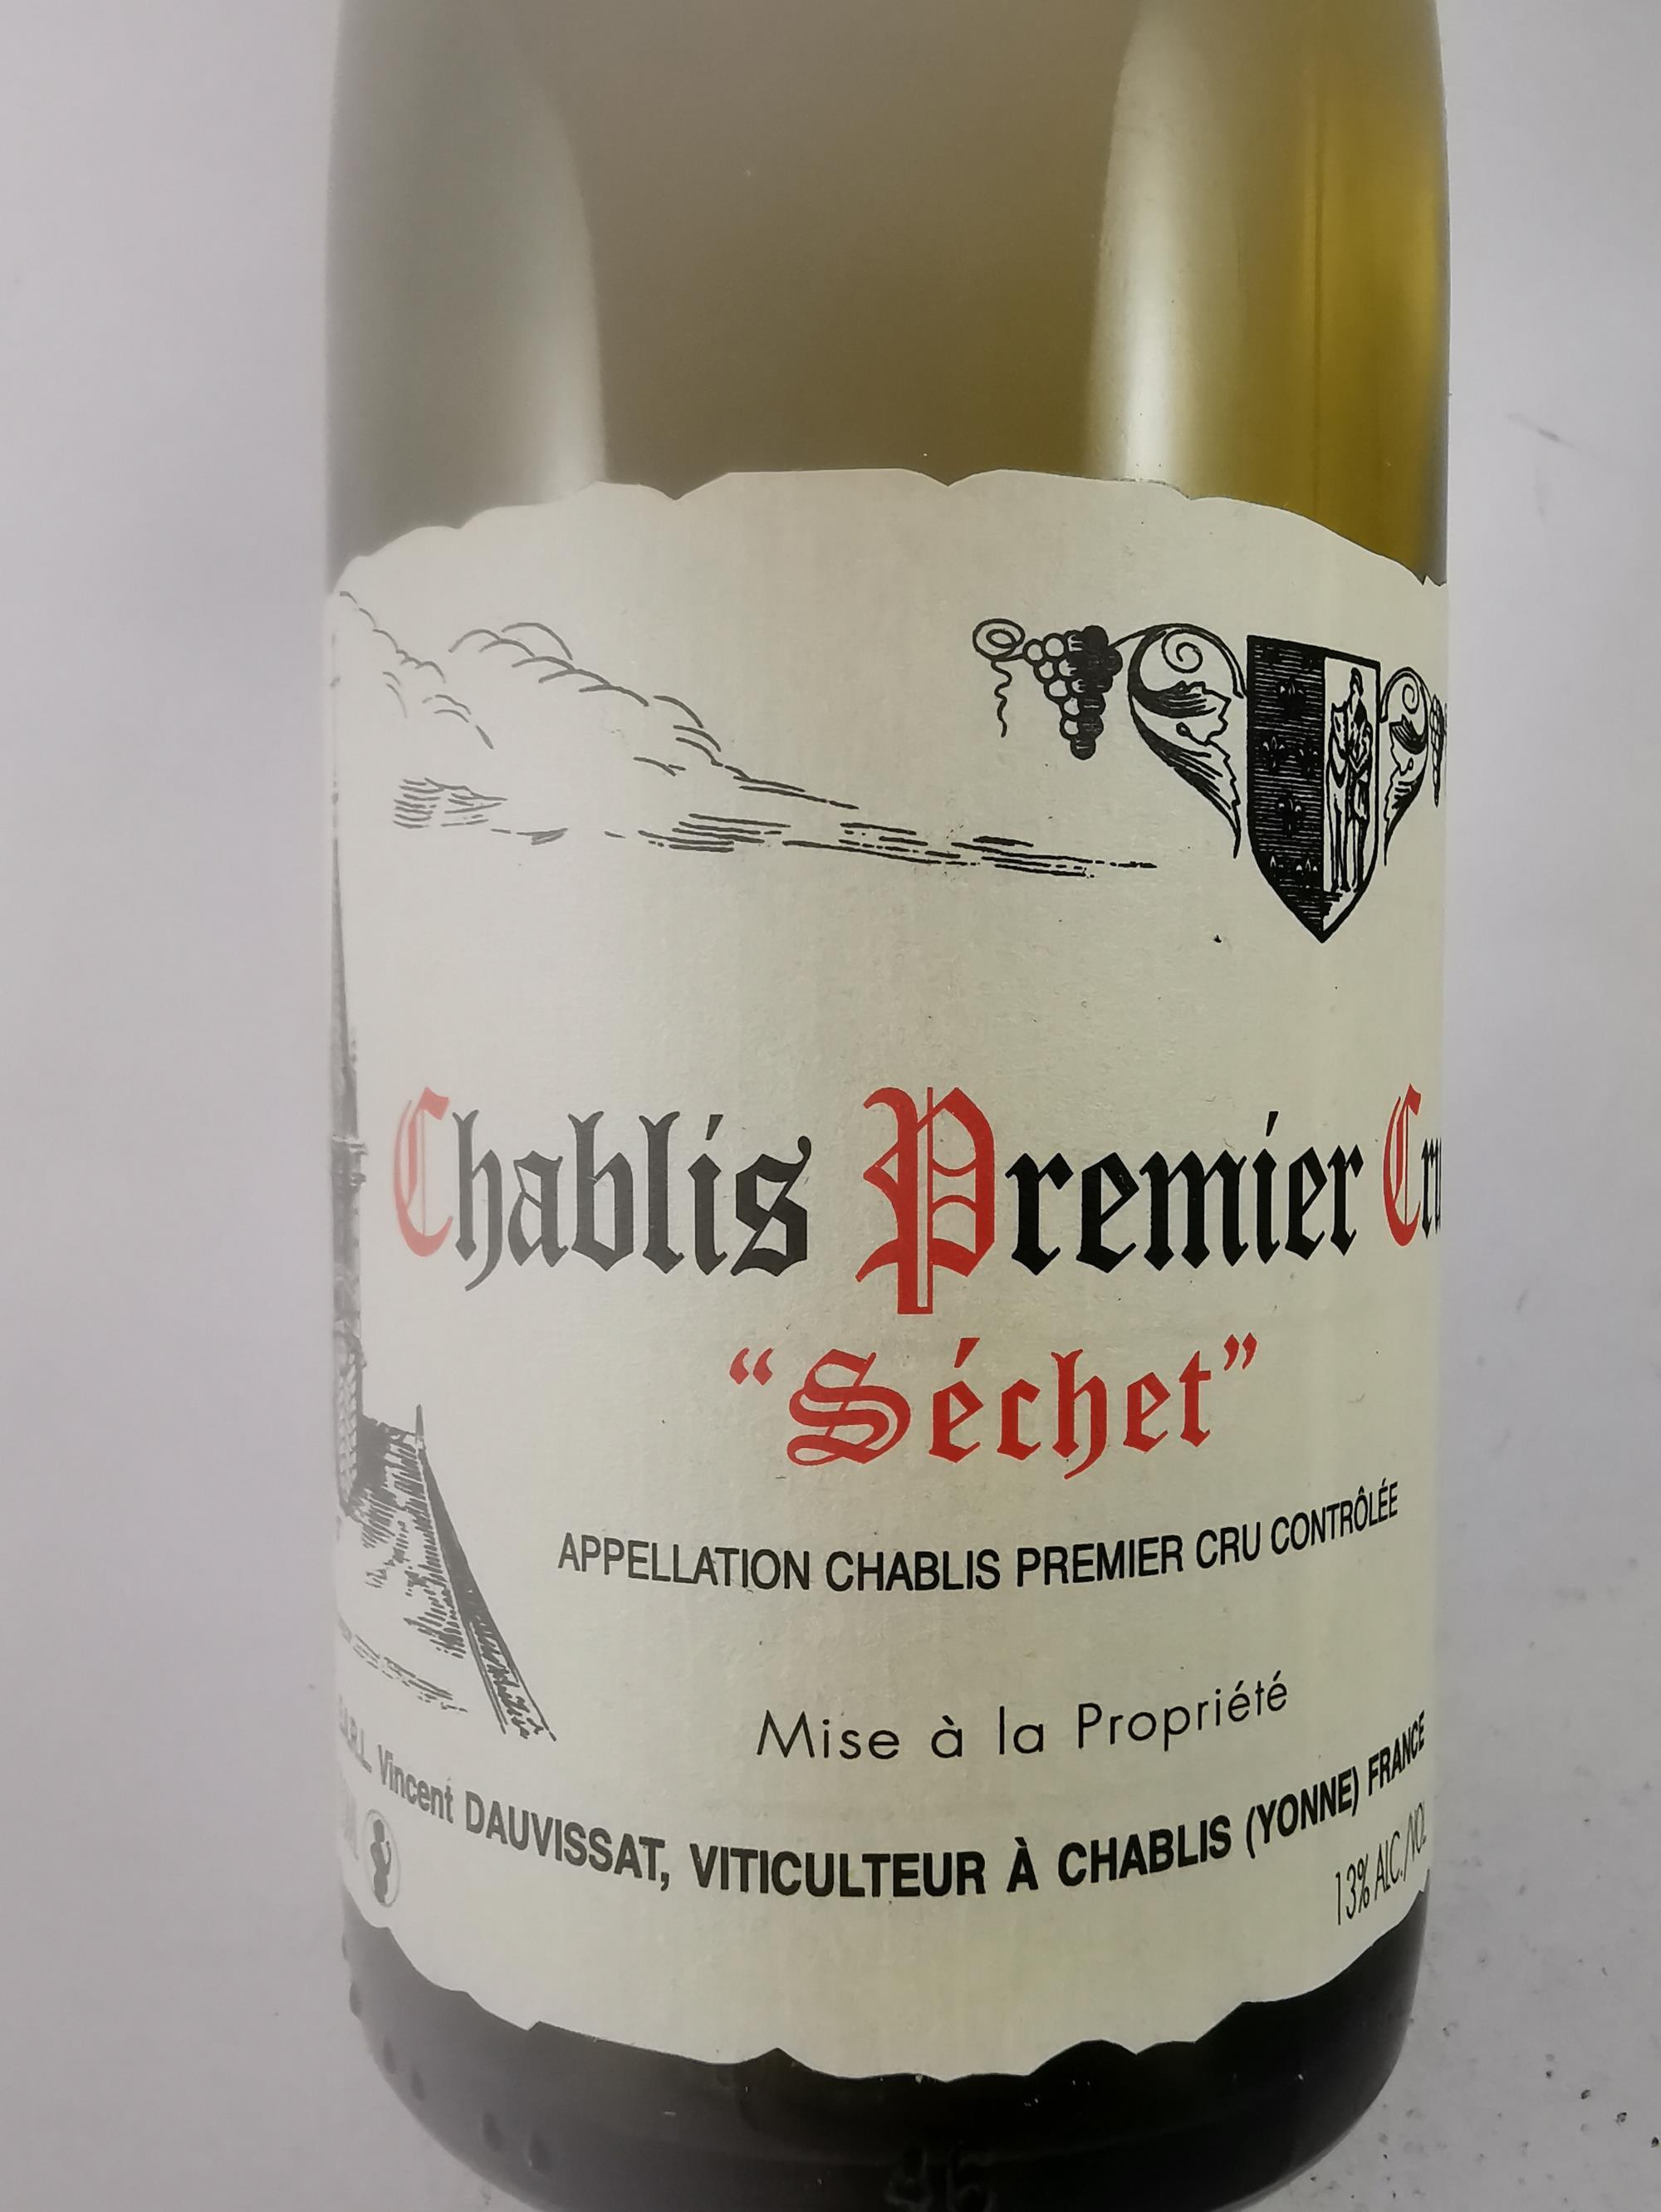 Chablis Premier Cru
“Séchet”
APPELLATION CHABLIS PREMIER CRU CONTRÔLÉE
Mise à la Propriété
Vincent DAUVISSAT, VITICULTEUR À CHABLIS (YONNE) FRANCE
13% ALC./VOL